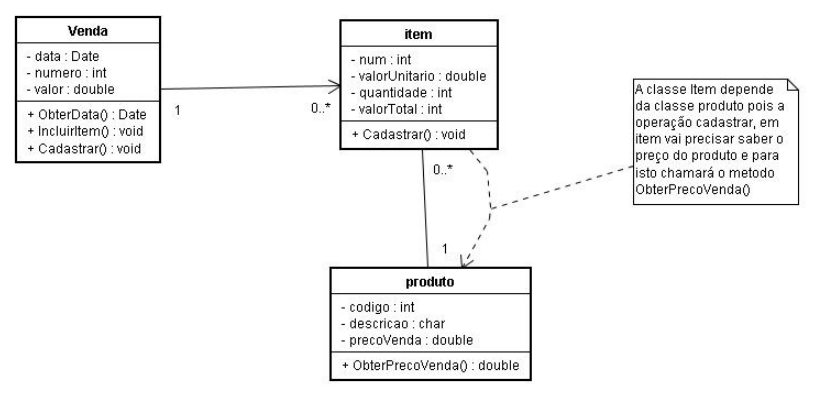 Venda
- data : Date
- numero : int
- valor : double
+ ObterData() : Date
+ IncluirItem() : void
+ Cadastrar() : void
1
0..*
item
- num : int
- valorUnitario : double
- quantidade : int
- valorTotal : int
+ Cadastrar() : void
0..*
1
produto
- codigo : int
- descricao : char
- precoVenda : double
+ ObterPrecoVenda() : double
A classe Item depende
da classe produto pois a
operação cadastrar, em
item vai precisar saber o
preço do produto e para
isto chamará o metodo
ObterPrecoVenda()